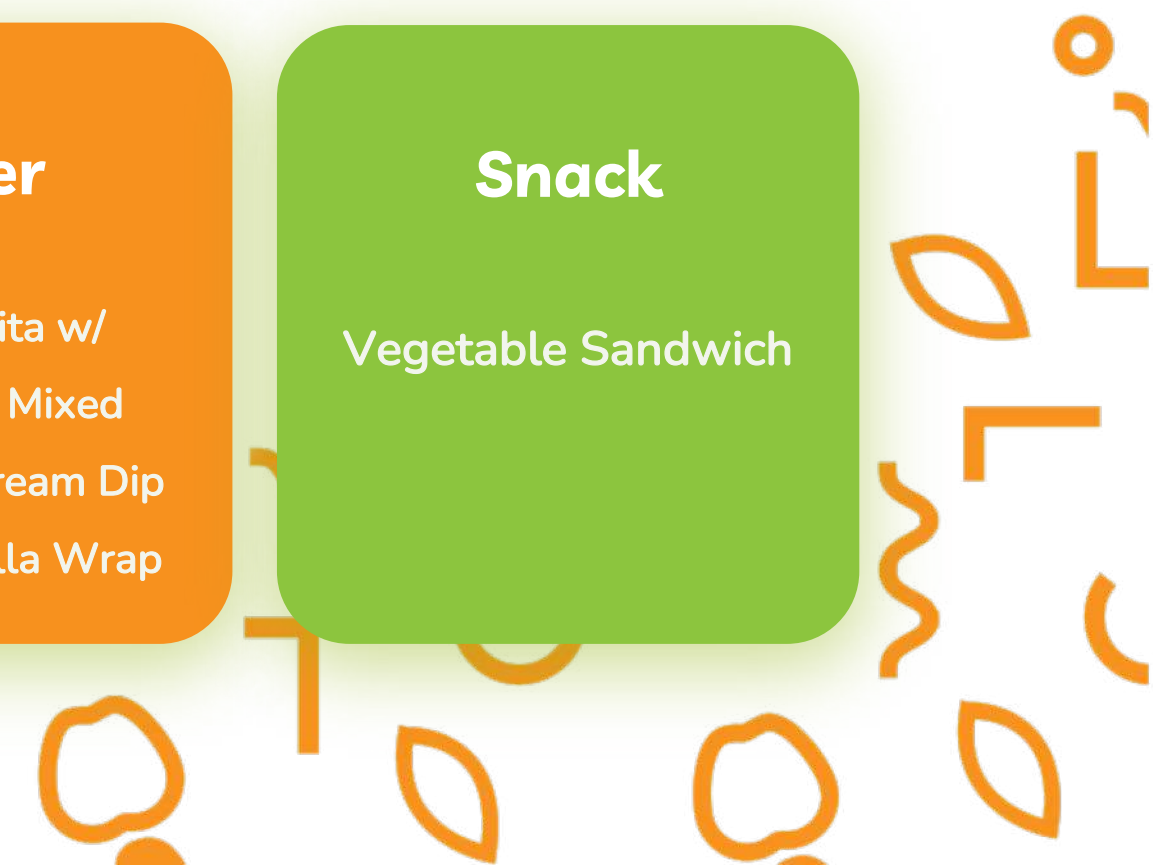 er
ita w/
Mixed
ream Dip
lla Wrap
Snack
Vegetable Sandwich